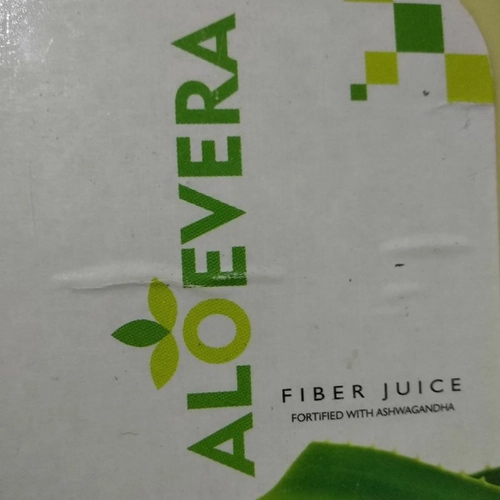 ALOEVERA
FIBER JUICE
FORTIFIED WITH ASHWAGANDHA